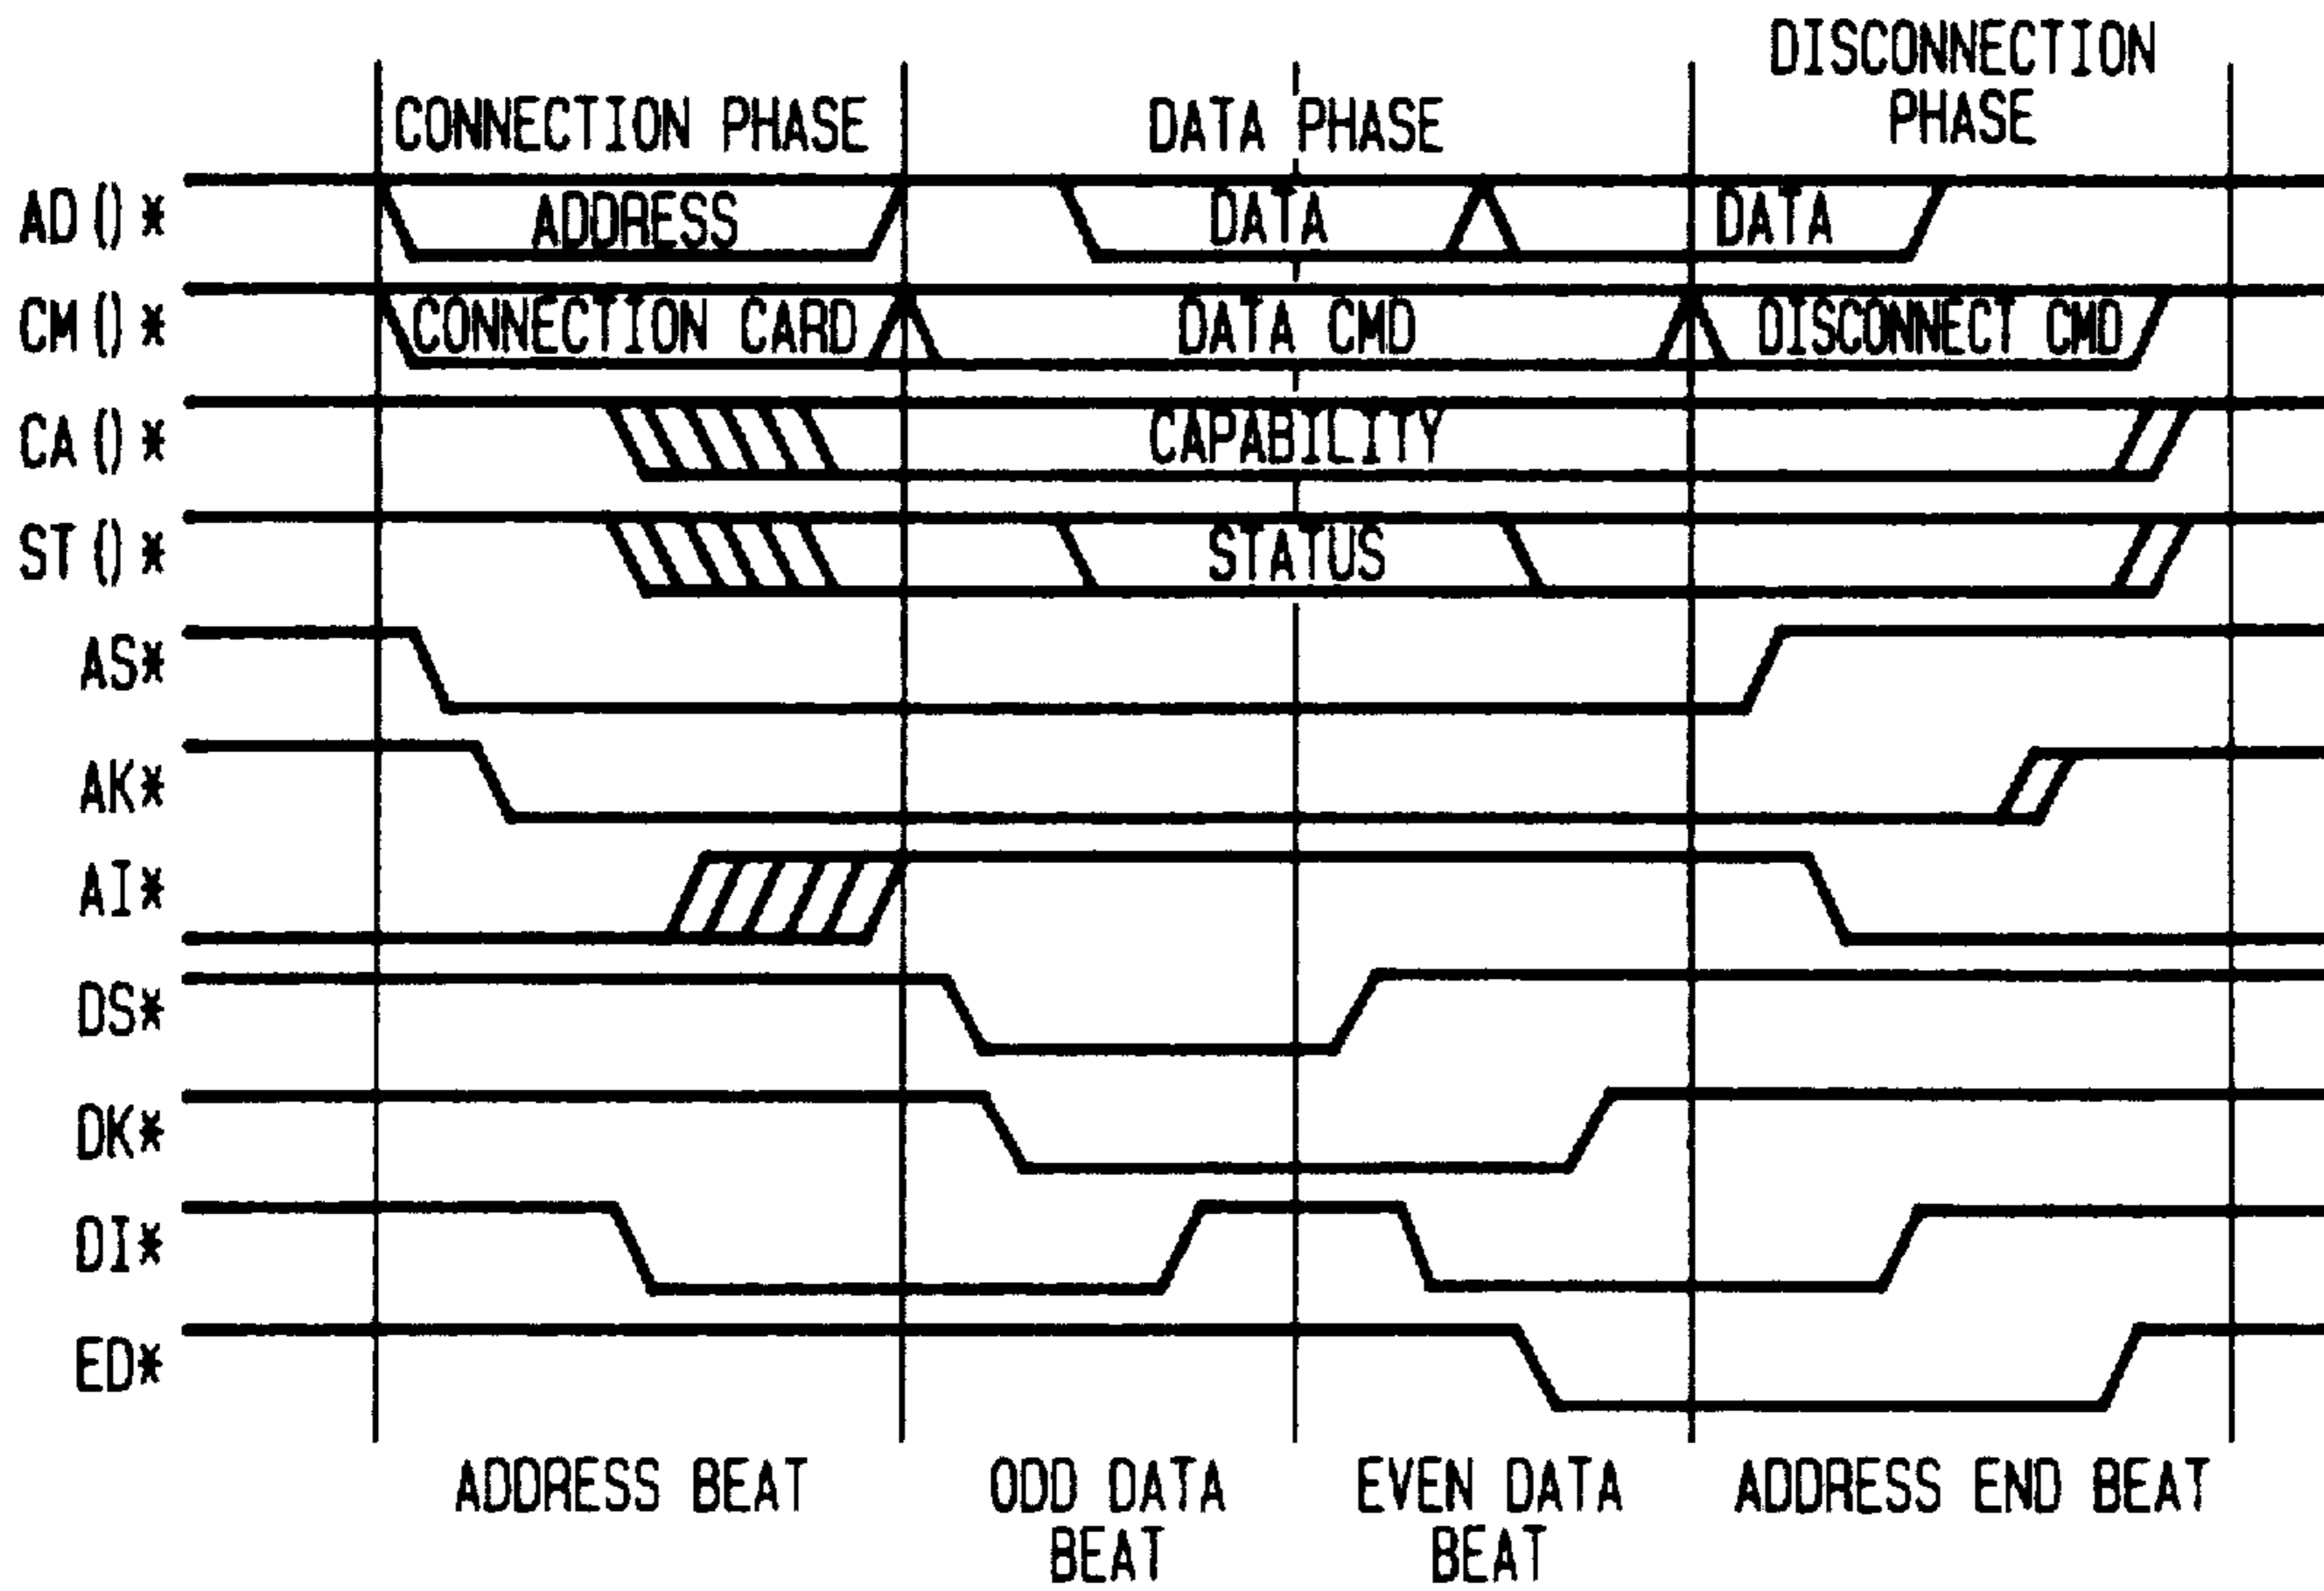 DISCONNECTION
CONNECTION PHASE DATA PHASE PHASE
AD()* ADDRESS DATA DATA
CM()* CONNECTION CARD DATA CMD DISCONNECT CMD
CA()* CAPABILITY
ST()* STATUS
AS*
AK*
AI*
DS*
DK*
DI*
ED*
ADDRESS BEAT ODD DATA EVEN DATA ADDRESS END BEAT
BEAT BEAT